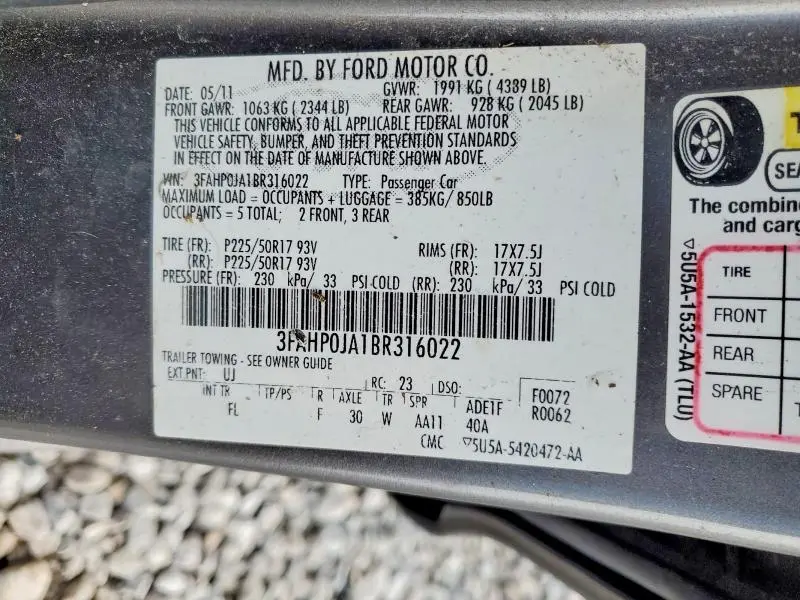 MFD. BY FORD MOTOR CO.
DATE: 05/11 GVWR: 1991 KG ( 4389 LB)
FRONT GAWR: 1063 KG ( 2344 LB) REAR GAWR: 928 KG ( 2045 LB)
THIS VEHICLE CONFORMS TO ALL APPLICABLE FEDERAL MOTOR
VEHICLE SAFETY, BUMPER, AND THEFT PREVENTION STANDARDS
IN EFFECT ON THE DATE OF MANUFACTURE SHOWN ABOVE.
VIN: 3FAHP0JA1BR316022 TYPE: Passenger Car
MAXIMUM LOAD = OCCUPANTS + LUGGAGE = 385KG/ 850LB
OCCUPANTS = 5 TOTAL; 2 FRONT, 3 REAR
TIRE (FR): P225/50R17 93V RIMS (FR): 17X7.5J
(RR): P225/50R17 93V (RR): 17X7.5J
PRESSURE (FR): 230 kPa/ 33 PSI COLD (RR): 230 kPa/ 33 PSI COLD
3FAHP0JA1BR316022
TRAILER TOWING - SEE OWNER GUIDE
EXT PNT: UJ RC: 23 DSO: F0072
R0062
INT TR TP/PS R AXLE TR SPR ADE1F
FL F 30 W AA11 40A
CMC ▽5U5A-5420472-AA
SEA
The combin
and carg
TIRE
FRONT
REAR
SPARE
▽5U5A-1532-AA (TLU)